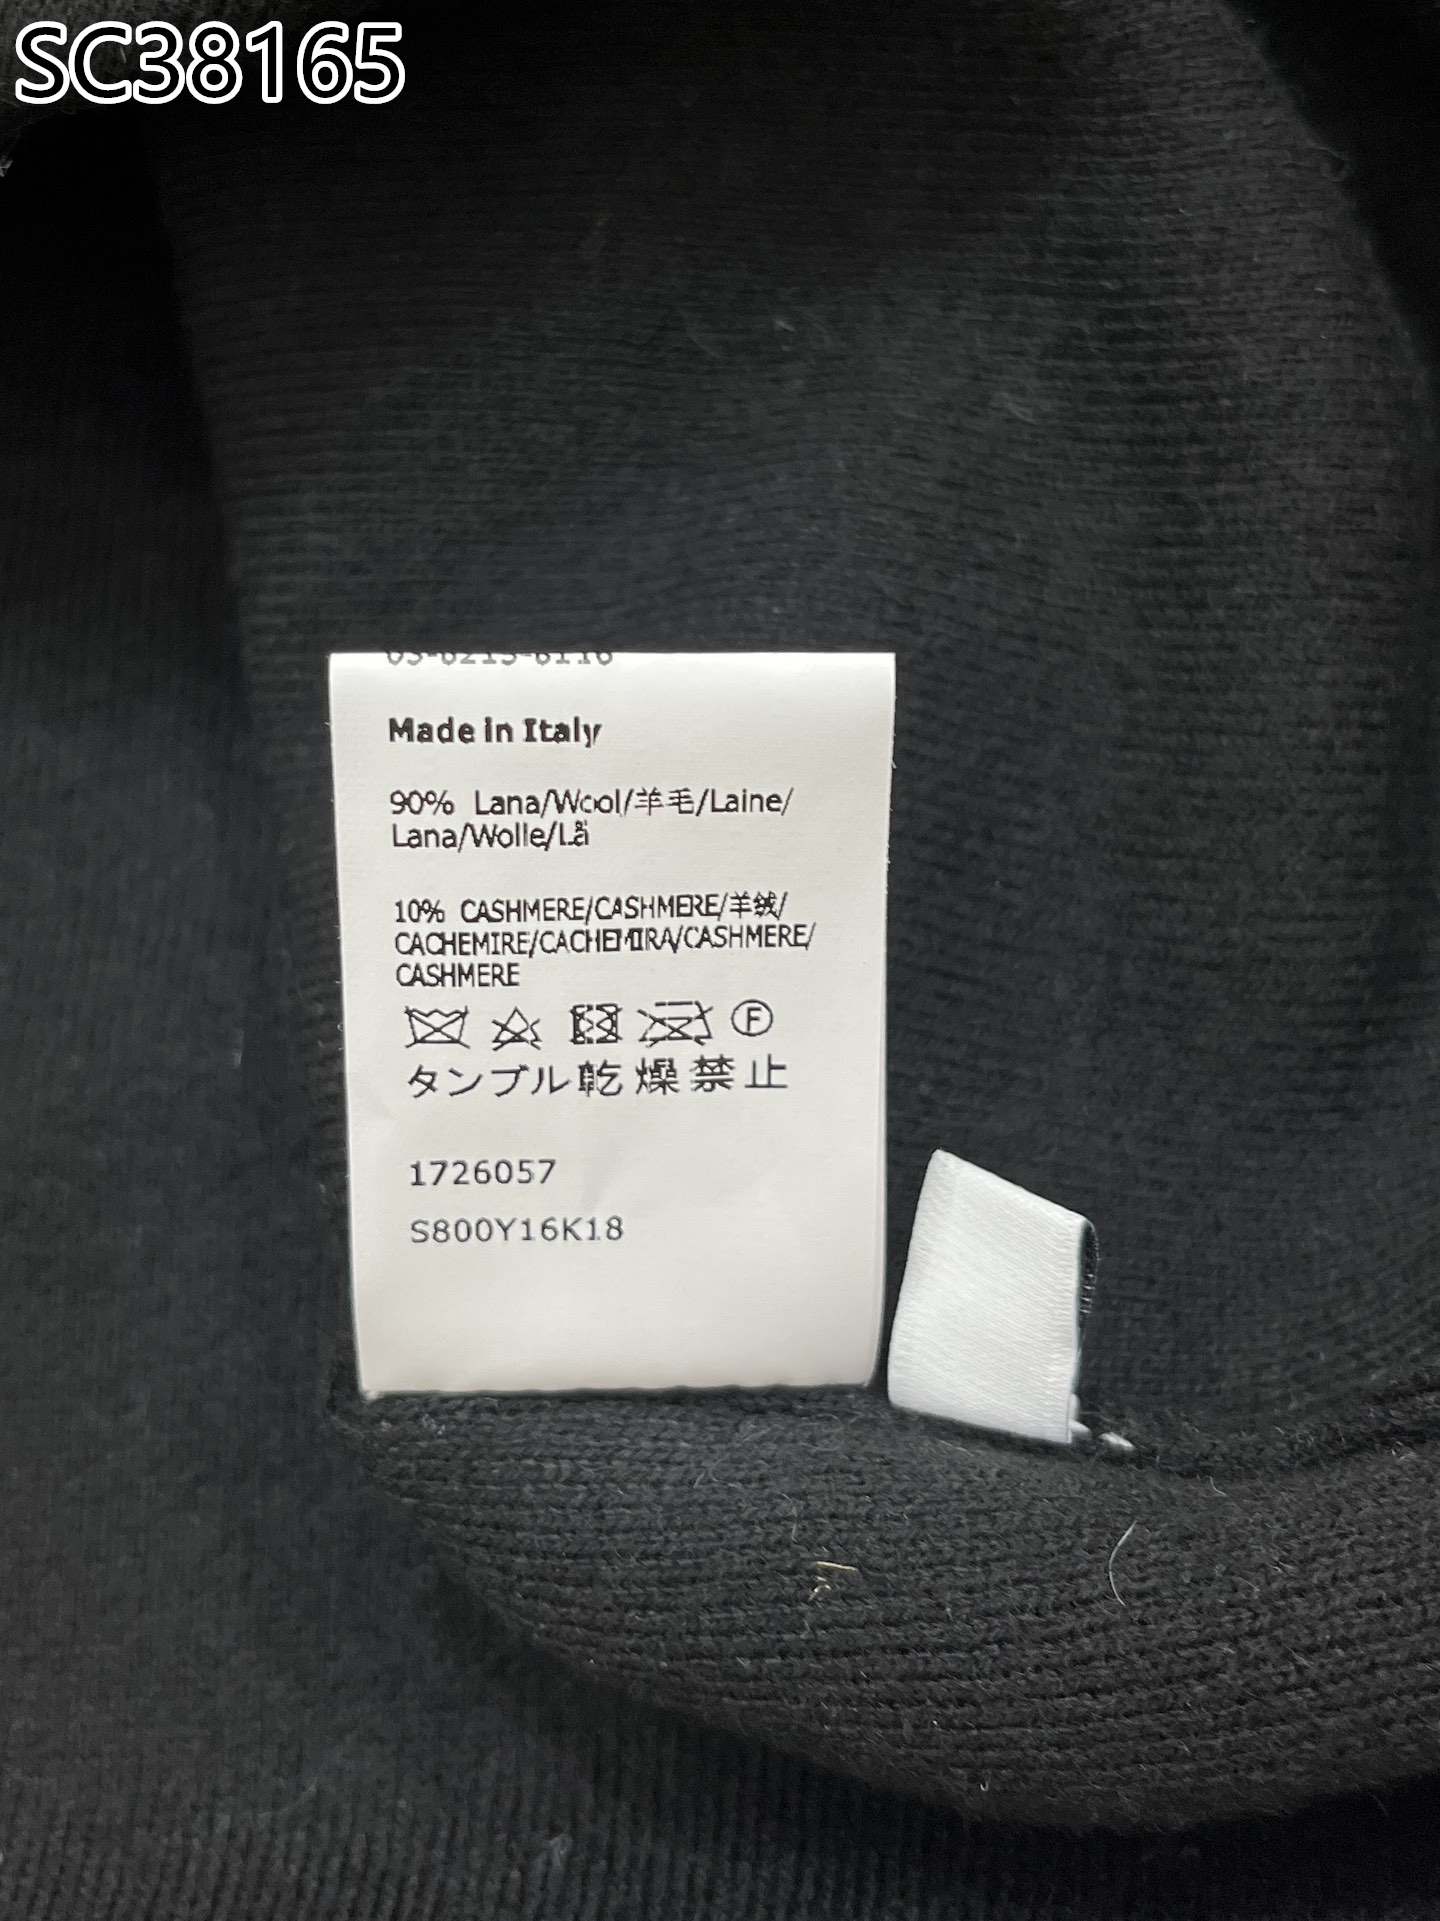 SC38165
Made in Italy
90% Lana/Wool/羊毛/Laine/
Lana/Wolle/Lã
10% CASHMERE/CASHMERE/羊绒/
CACHEMIRE/CACHEMIRA/CASHMERE/
CASHMERE
F
タンブル乾燥禁止
1726057
S800Y16K18